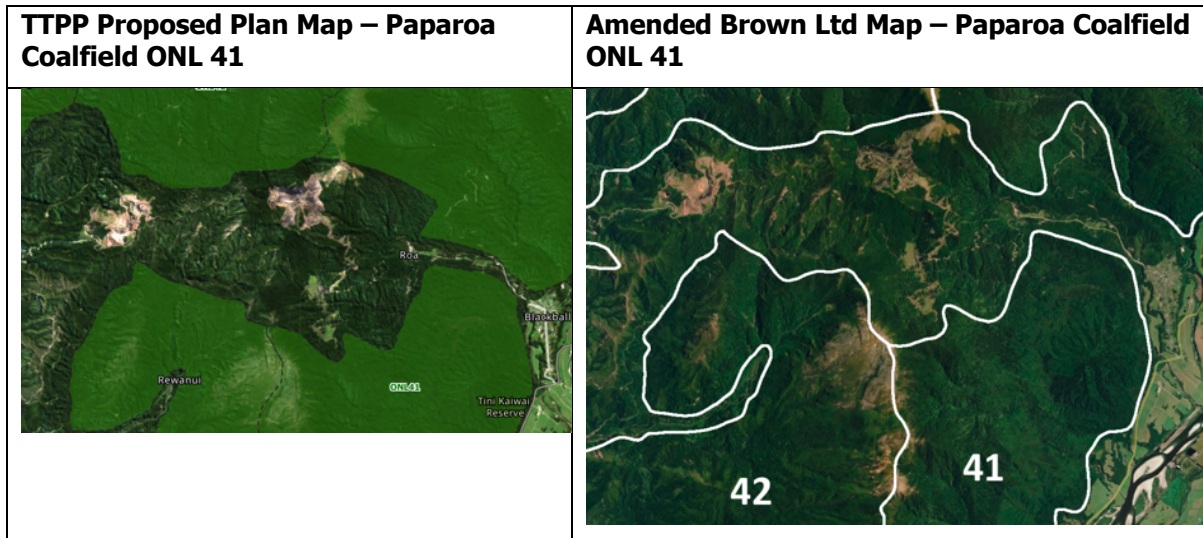 TTPP Proposed Plan Map – Paparoa
Coalfield ONL 41
Amended Brown Ltd Map – Paparoa Coalfield
ONL 41
Roa
Blackball
Rewanui
ONL41
Tini Kaiwai
Reserve
42
41